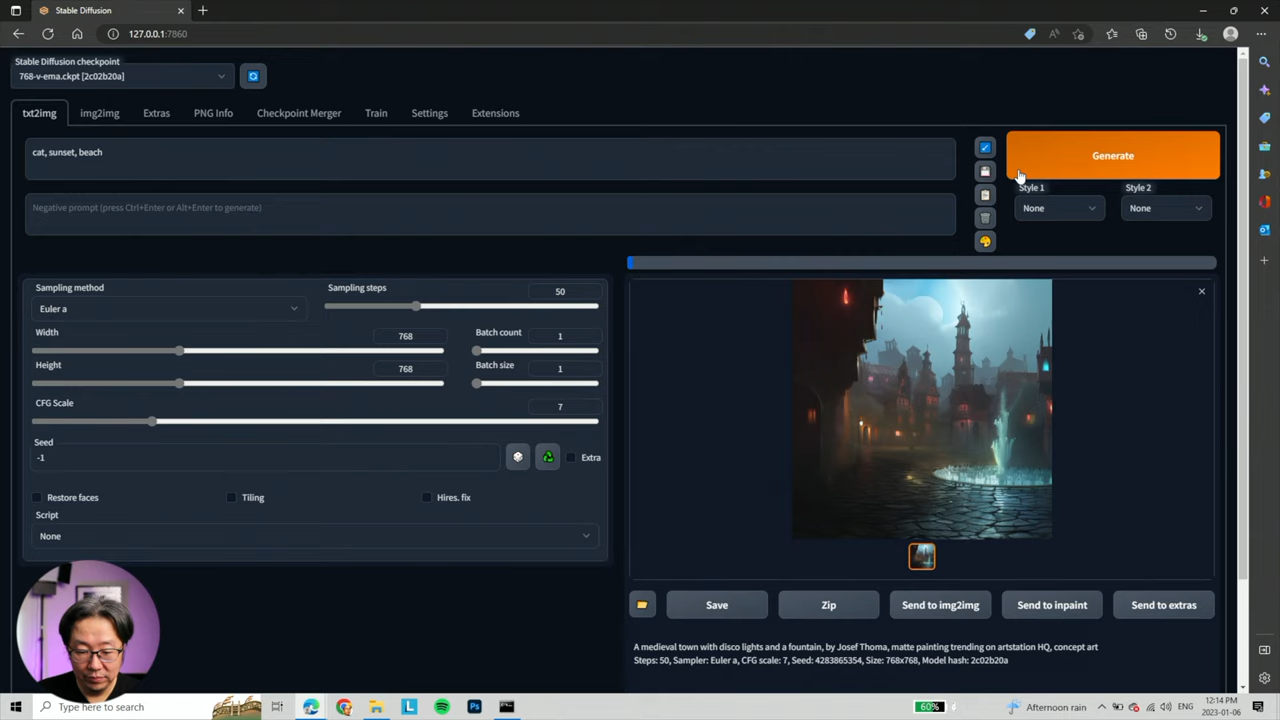 Stable Diffusion
127.0.0.1:7860
Stable Diffusion checkpoint
768-v-ema.ckpt [2c02b20a]
txt2img
img2img
Extras
PNG Info
Checkpoint Merger
Train
Settings
Extensions
cat, sunset, beach
Generate
Style 1
Style 2
None
None
Negative prompt (press Ctrl+Enter or Alt+Enter to generate)
Sampling method
Euler a
Sampling steps
50
Width
768
Batch count
1
Height
768
Batch size
1
CFG Scale
7
Seed
-1
Extra
Restore faces
Tiling
Hires. fix
Script
None
Save
Zip
Send to img2img
Send to inpaint
Send to extras
A medieval town with disco lights and a fountain, by Josef Thoma, matte painting trending on artstation HQ, concept art
Steps: 50, Sampler: Euler a, CFG scale: 7, Seed: 4283865354, Size: 768x768, Model hash: 2c02b20a
Type here to search
60%
Afternoon rain
ENG
12:14 PM
2023-01-06